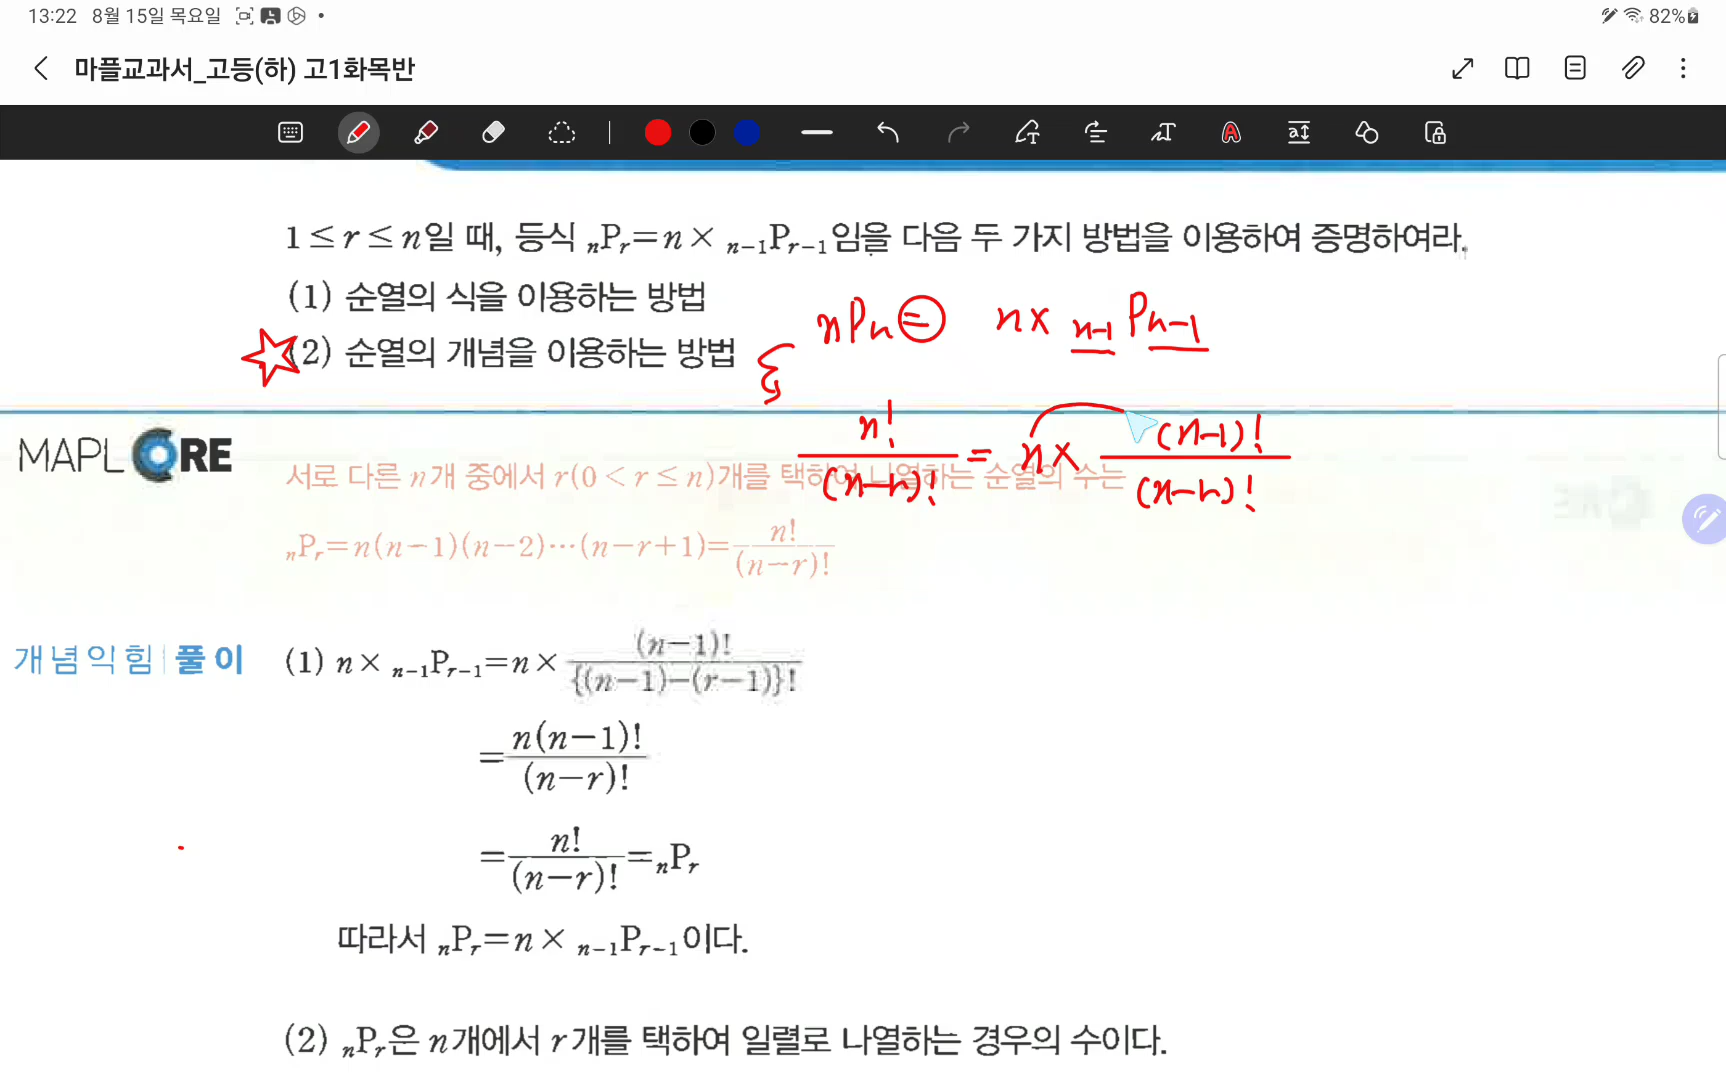 13:22 8월 15일 목요일
82%
마플교과서_고등(하) 고1화목반
1≤r≤n일 때, 등식 ₙPᵣ=n× ₙ₋₁Pᵣ₋₁임을 다음 두 가지 방법을 이용하여 증명하여라.
(1) 순열의 식을 이용하는 방법
nPr = n× n-1Pr-1
(2) 순열의 개념을 이용하는 방법
n!/(n-r)! = n× (n-1)!/(n-r)!
MAPL CORE
서로 다른 n개 중에서 r(0<r≤n)개를 택하여 나열하는 순열의 수는
ₙPᵣ=n(n-1)(n-2)⋯(n-r+1)=n!/(n-r)!
개념익힘 | 풀이
(1) n× ₙ₋₁Pᵣ₋₁=n× (n-1)!/{(n-1)-(r-1)}!
=n(n-1)!/(n-r)!
=n!/(n-r)!=ₙPᵣ
따라서 ₙPᵣ=n× ₙ₋₁Pᵣ₋₁이다.
(2) ₙPᵣ은 n개에서 r개를 택하여 일렬로 나열하는 경우의 수이다.